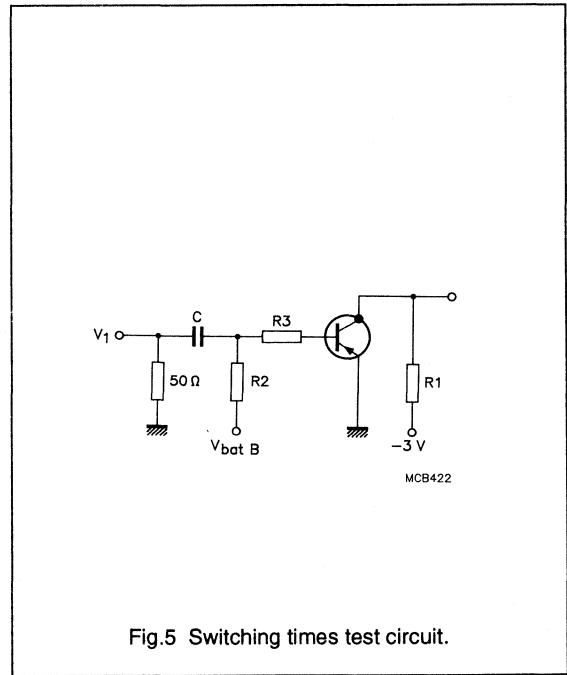 C
R3
V1
50 Ω
R2
R1
Vbat B
−3 V
MCB422
Fig.5 Switching times test circuit.